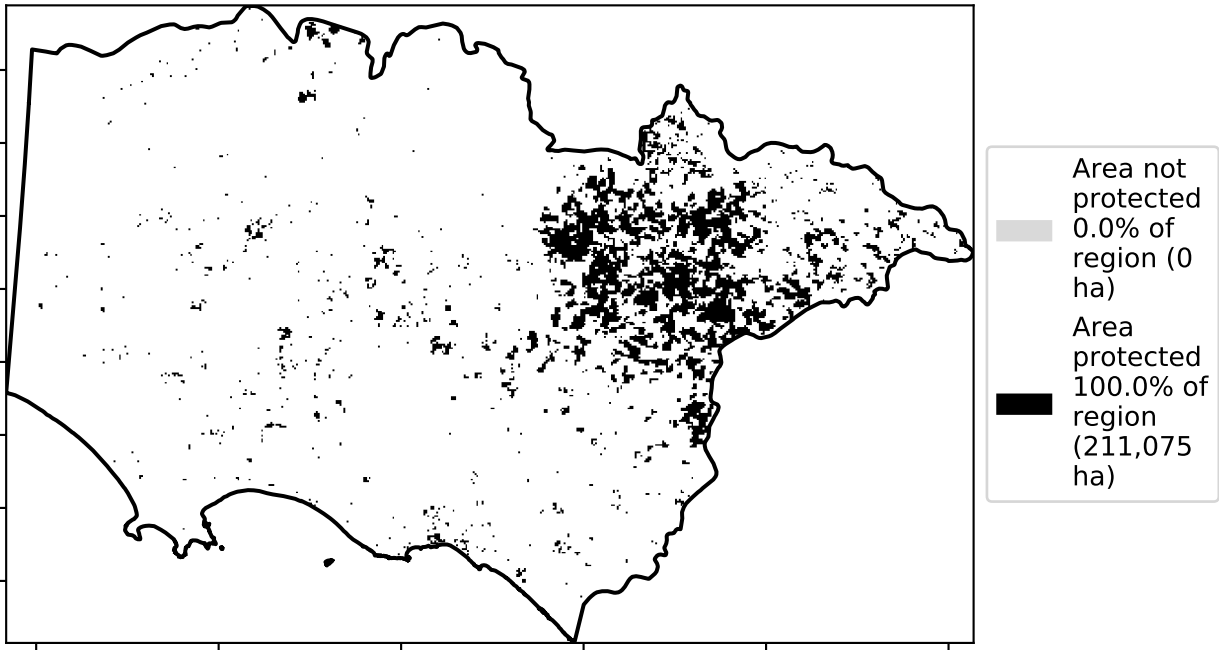 Area not
protected
0.0% of
region (0
ha)
Area
protected
100.0% of
region
(211,075
ha)